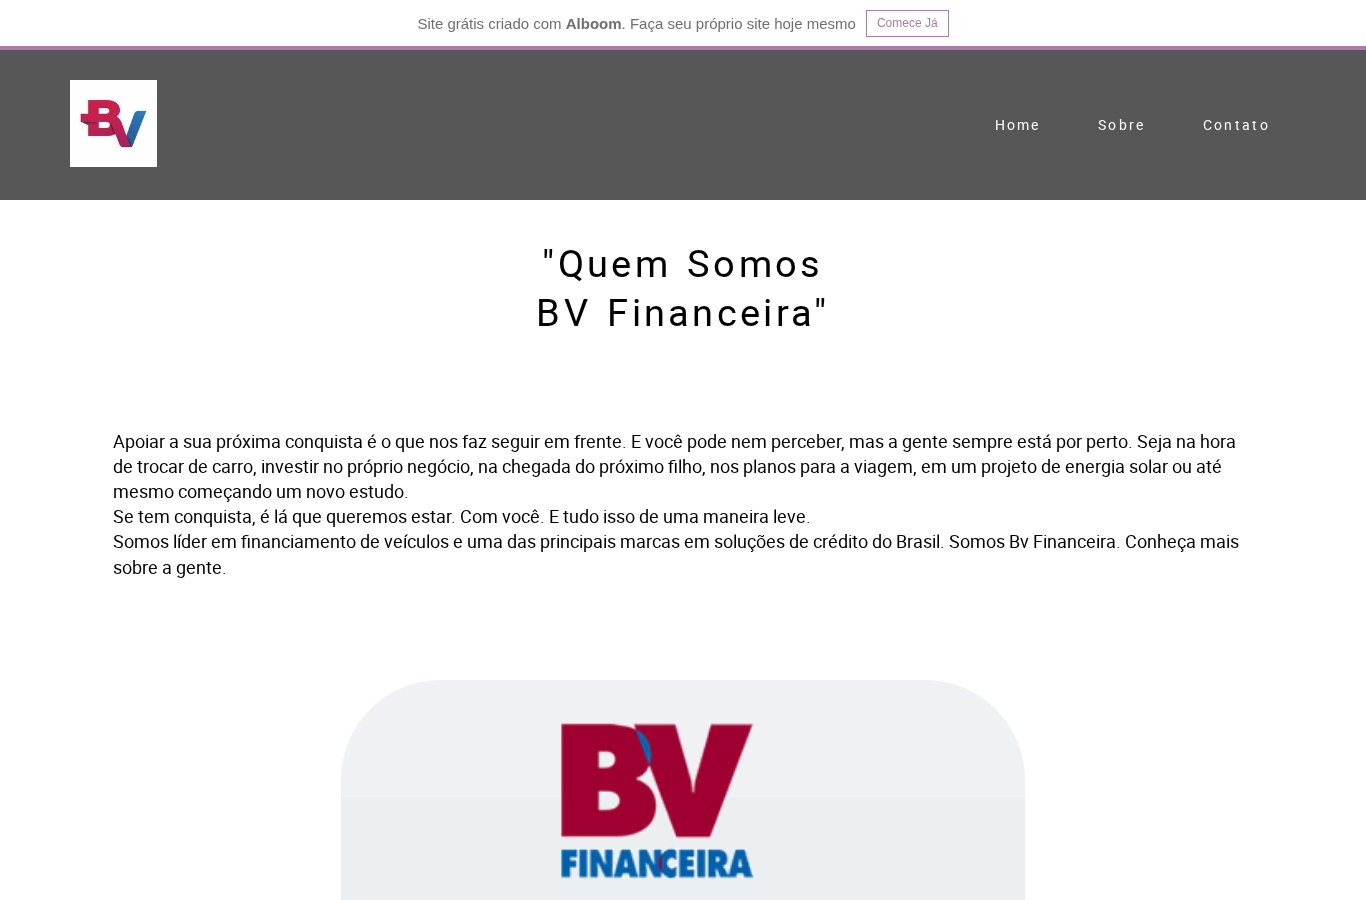 Site grátis criado com Alboom. Faça seu próprio site hoje mesmo Comece Já
BV
Home Sobre Contato
"Quem Somos
BV Financeira"
Apoiar a sua próxima conquista é o que nos faz seguir em frente. E você pode nem perceber, mas a gente sempre está por perto. Seja na hora
de trocar de carro, investir no próprio negócio, na chegada do próximo filho, nos planos para a viagem, em um projeto de energia solar ou até
mesmo começando um novo estudo.
Se tem conquista, é lá que queremos estar. Com você. E tudo isso de uma maneira leve.
Somos líder em financiamento de veículos e uma das principais marcas em soluções de crédito do Brasil. Somos Bv Financeira. Conheça mais
sobre a gente.
BV
FINANCEIRA